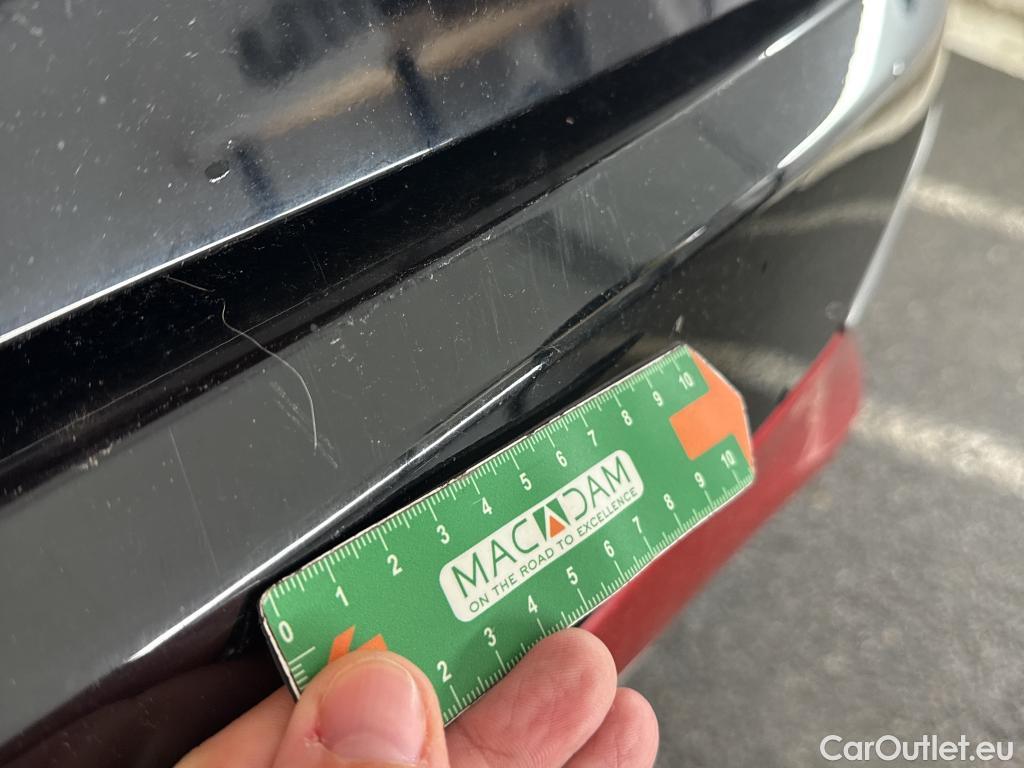 0 1 2 3 4 5 6 7 8 9 10
MACADAM
ON THE ROAD TO EXCELLENCE
2 3 4 5 6 7 8 9 10
CarOutlet.eu